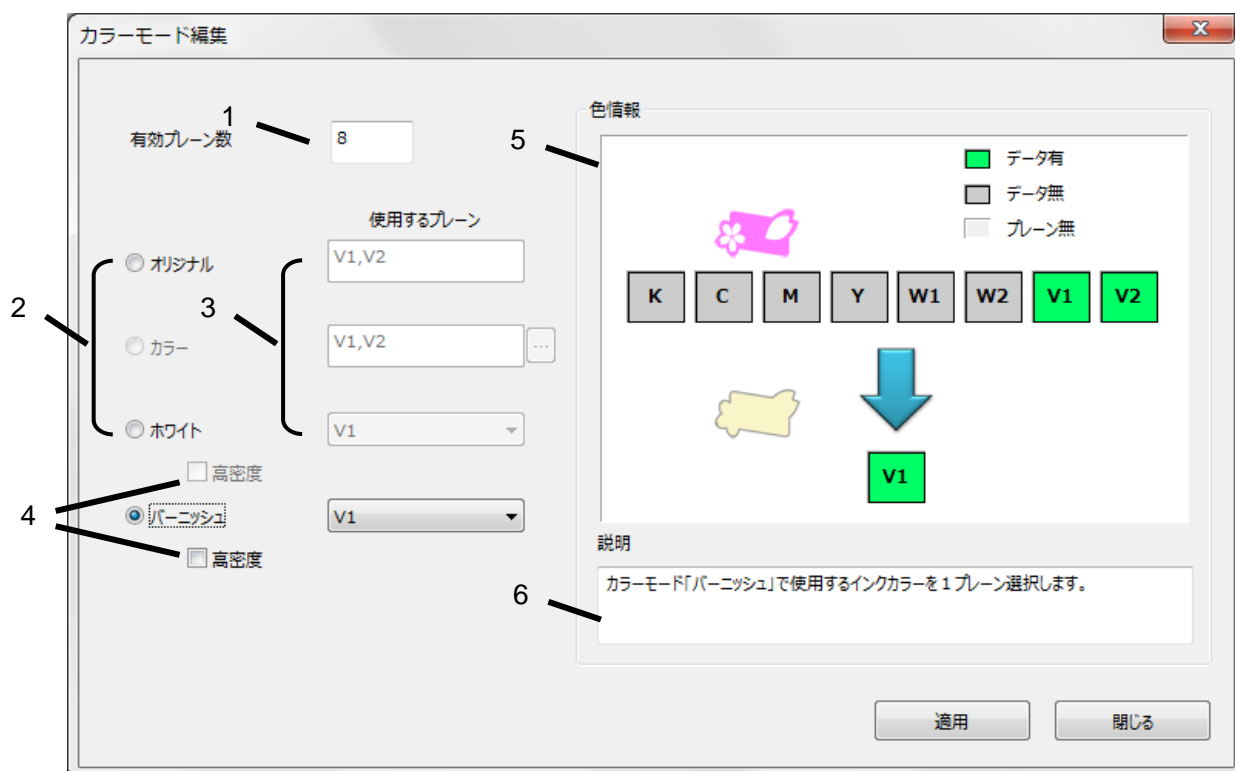 カラーモード編集
X
1
有効プレーン数
8
使用するプレーン
2
3
オリジナル
V1,V2
カラー
V1,V2
...
ホワイト
V1
高密度
4
バーニッシュ
V1
高密度
色情報
5
データ有
データ無
プレーン無
K C M Y W1 W2 V1 V2
V1
説明
6
カラーモード「バーニッシュ」で使用するインクカラーを1プレーン選択します。
適用
閉じる